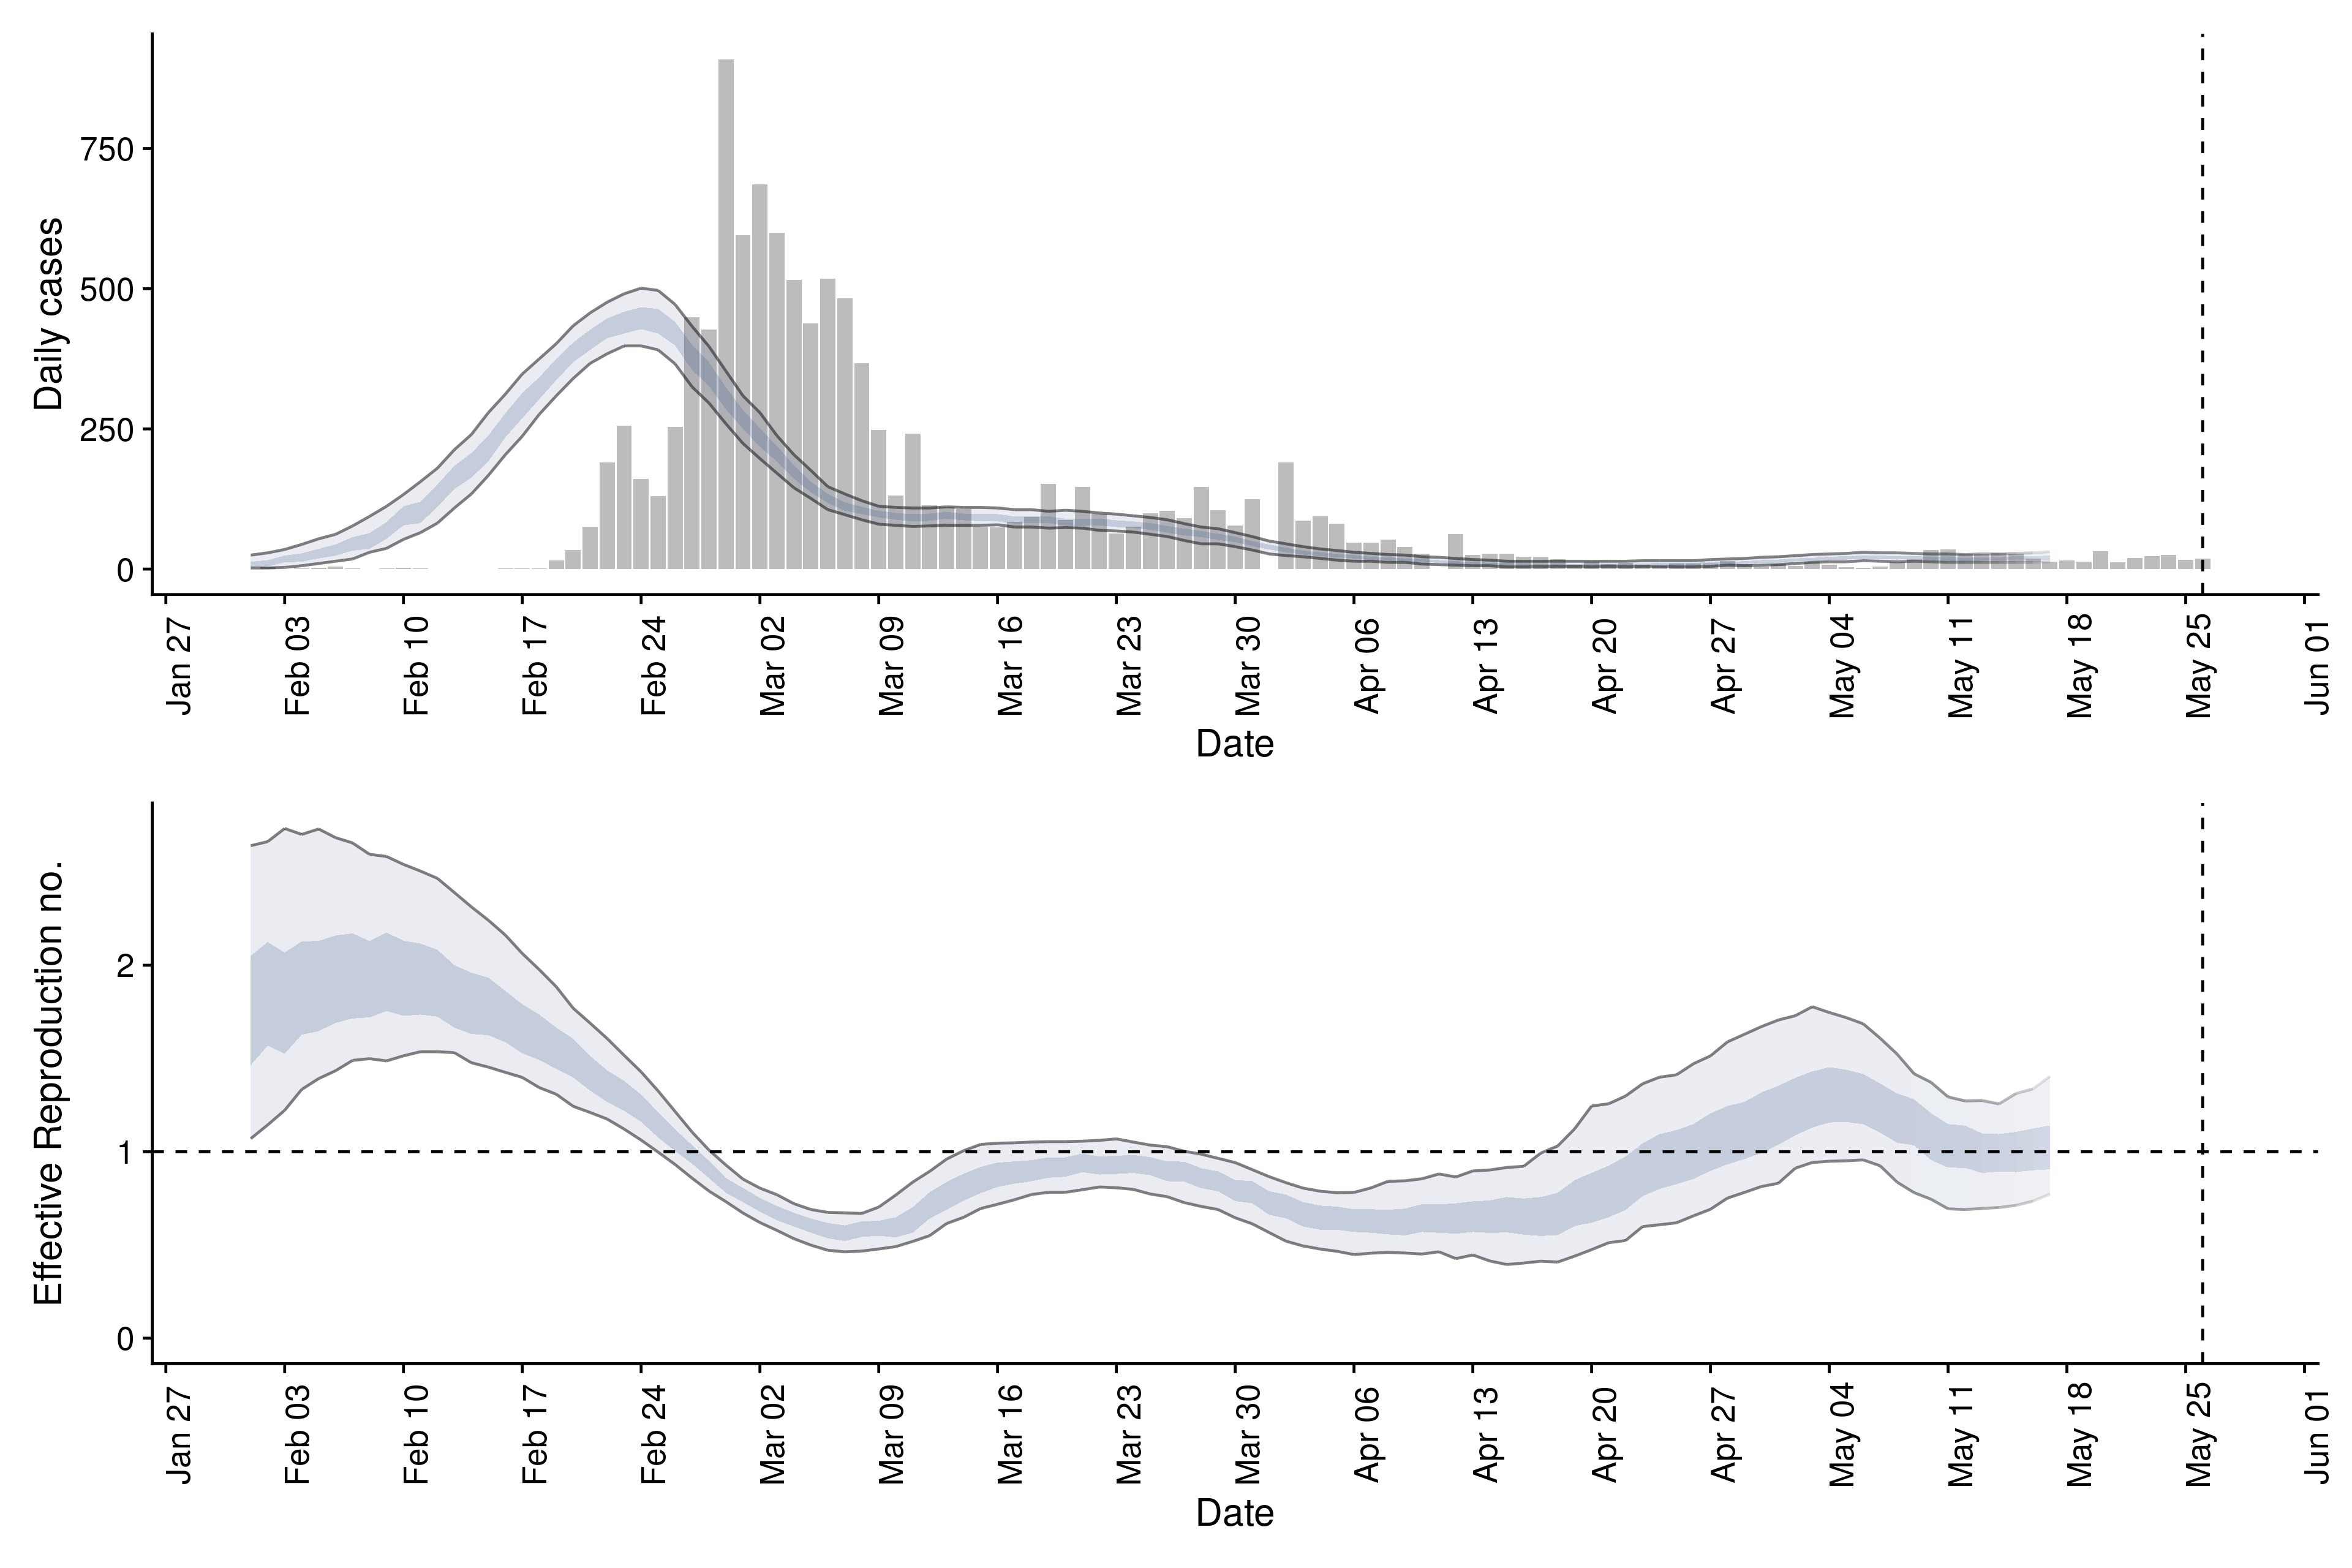 Daily cases
750
500
250
0
Jan 27
Feb 03
Feb 10
Feb 17
Feb 24
Mar 02
Mar 09
Mar 16
Mar 23
Mar 30
Apr 06
Apr 13
Apr 20
Apr 27
May 04
May 11
May 18
May 25
Jun 01
Date
Effective Reproduction no.
2
1
0
Jan 27
Feb 03
Feb 10
Feb 17
Feb 24
Mar 02
Mar 09
Mar 16
Mar 23
Mar 30
Apr 06
Apr 13
Apr 20
Apr 27
May 04
May 11
May 18
May 25
Jun 01
Date